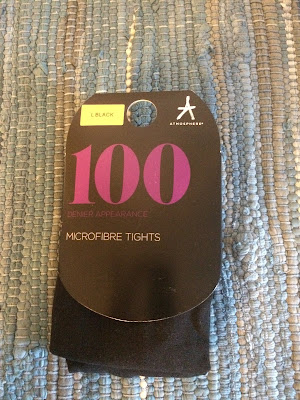 L BLACK
ATMOSPHERE®
100
DENIER APPEARANCE
MICROFIBRE TIGHTS